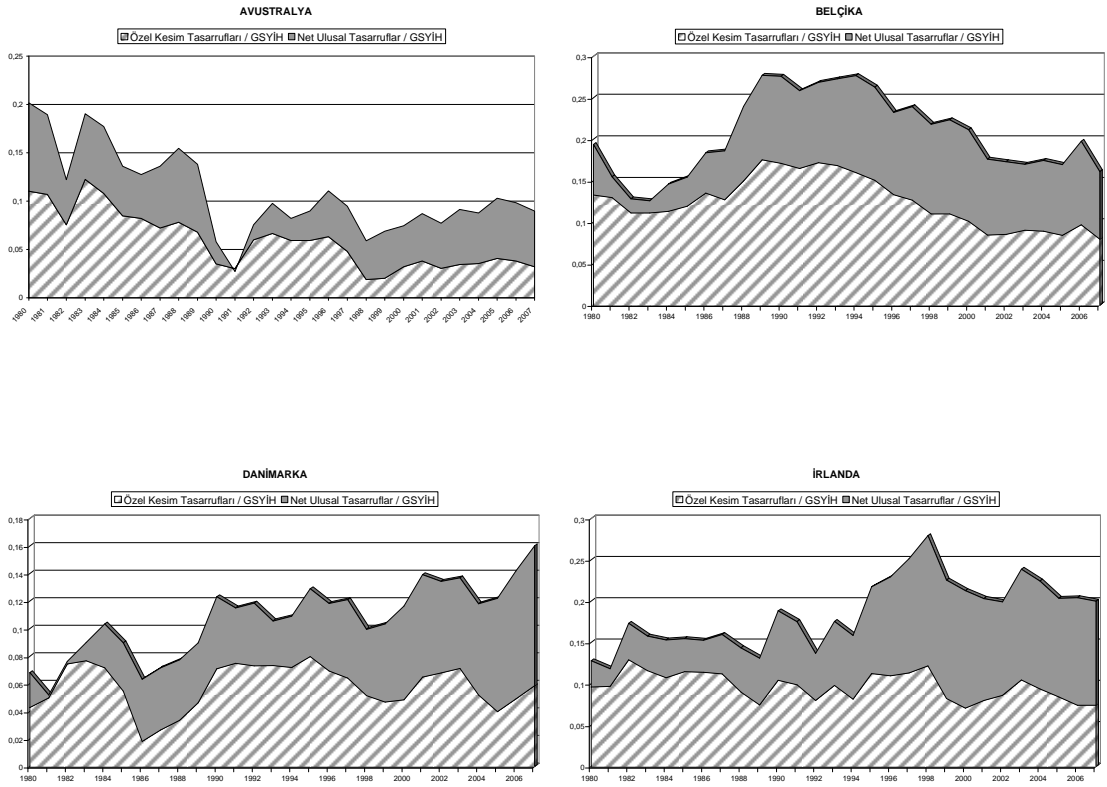 AVUSTRALYA
Özel Kesim Tasarrufları / GSYİH Net Ulusal Tasarruflar / GSYİH
0,25
0,2
0,15
0,1
0,05
0
1980 1981 1982 1983 1984 1985 1986 1987 1988 1989 1990 1991 1992 1993 1994 1995 1996 1997 1998 1999 2000 2001 2002 2003 2004 2005 2006 2007
BELÇİKA
Özel Kesim Tasarrufları / GSYİH Net Ulusal Tasarruflar / GSYİH
0,3
0,25
0,2
0,15
0,1
0,05
0
1980 1982 1984 1986 1988 1990 1992 1994 1996 1998 2000 2002 2004 2006
DANİMARKA
Özel Kesim Tasarrufları / GSYİH Net Ulusal Tasarruflar / GSYİH
0,18
0,16
0,14
0,12
0,1
0,08
0,06
0,04
0,02
0
1980 1982 1984 1986 1988 1990 1992 1994 1996 1998 2000 2002 2004 2006
İRLANDA
Özel Kesim Tasarrufları / GSYİH Net Ulusal Tasarruflar / GSYİH
0,3
0,25
0,2
0,15
0,1
0,05
0
1980 1982 1984 1986 1988 1990 1992 1994 1996 1998 2000 2002 2004 2006